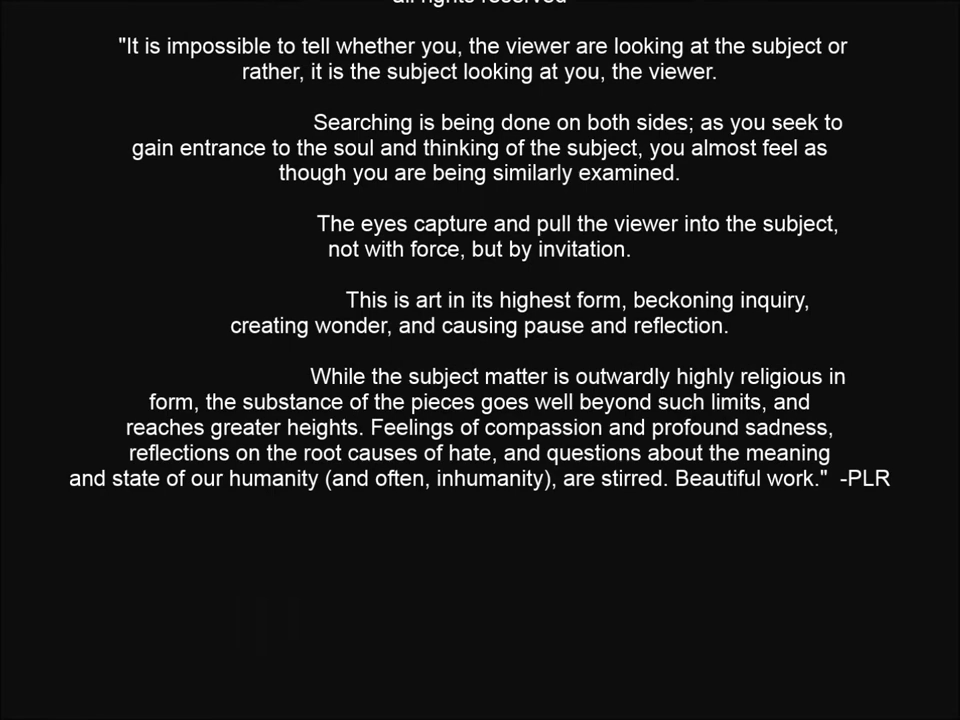 all rights reserved
"It is impossible to tell whether you, the viewer are looking at the subject or
rather, it is the subject looking at you, the viewer.
Searching is being done on both sides; as you seek to
gain entrance to the soul and thinking of the subject, you almost feel as
though you are being similarly examined.
The eyes capture and pull the viewer into the subject,
not with force, but by invitation.
This is art in its highest form, beckoning inquiry,
creating wonder, and causing pause and reflection.
While the subject matter is outwardly highly religious in
form, the substance of the pieces goes well beyond such limits, and
reaches greater heights. Feelings of compassion and profound sadness,
reflections on the root causes of hate, and questions about the meaning
and state of our humanity (and often, inhumanity), are stirred. Beautiful work." -PLR